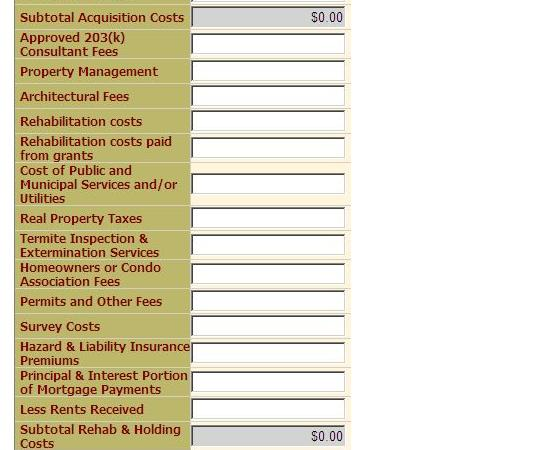 Subtotal Acquisition Costs $0.00
Approved 203(k)
Consultant Fees
Property Management
Architectural Fees
Rehabilitation costs
Rehabilitation costs paid
from grants
Cost of Public and
Municipal Services and/or
Utilities
Real Property Taxes
Termite Inspection &
Extermination Services
Homeowners or Condo
Association Fees
Permits and Other Fees
Survey Costs
Hazard & Liability Insurance
Premiums
Principal & Interest Portion
of Mortgage Payments
Less Rents Received
Subtotal Rehab & Holding
Costs $0.00